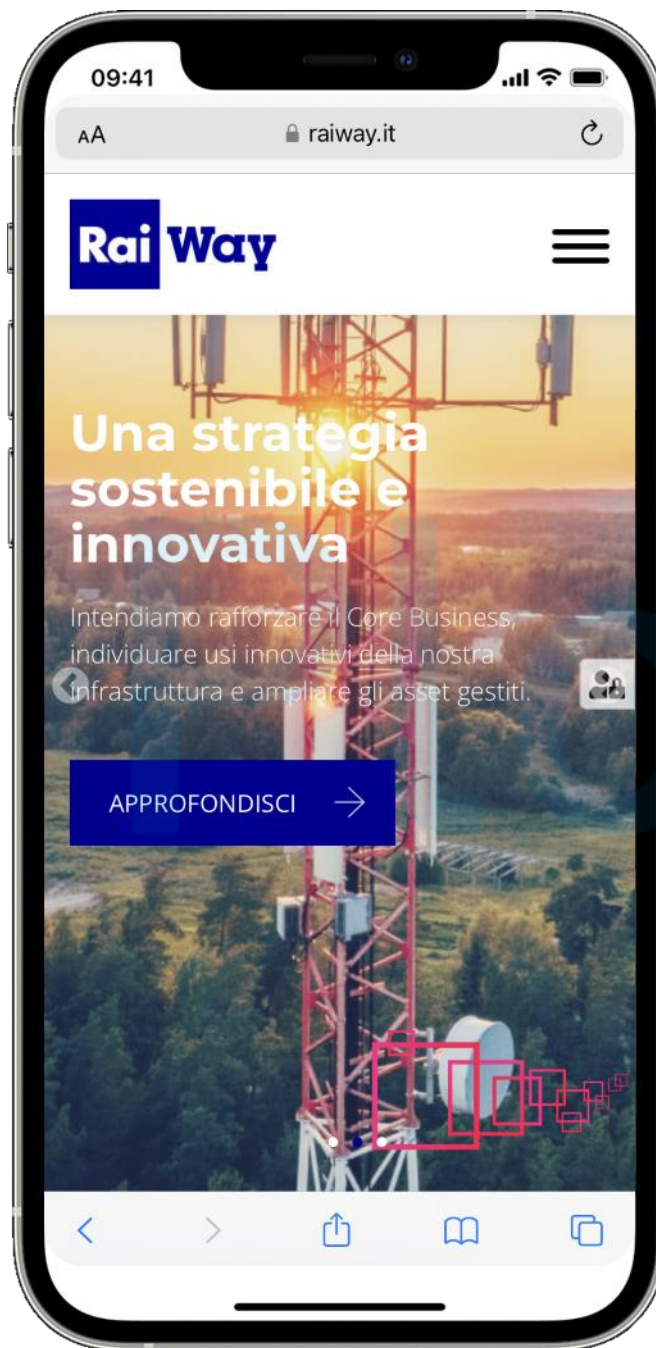 09:41
AA
raiway.it
Rai Way
Una strategia
sostenibile e
innovativa
Intendiamo rafforzare il Core Business,
individuare usi innovativi della nostra
infrastruttura e ampliare gli asset gestiti.
APPROFONDISCI